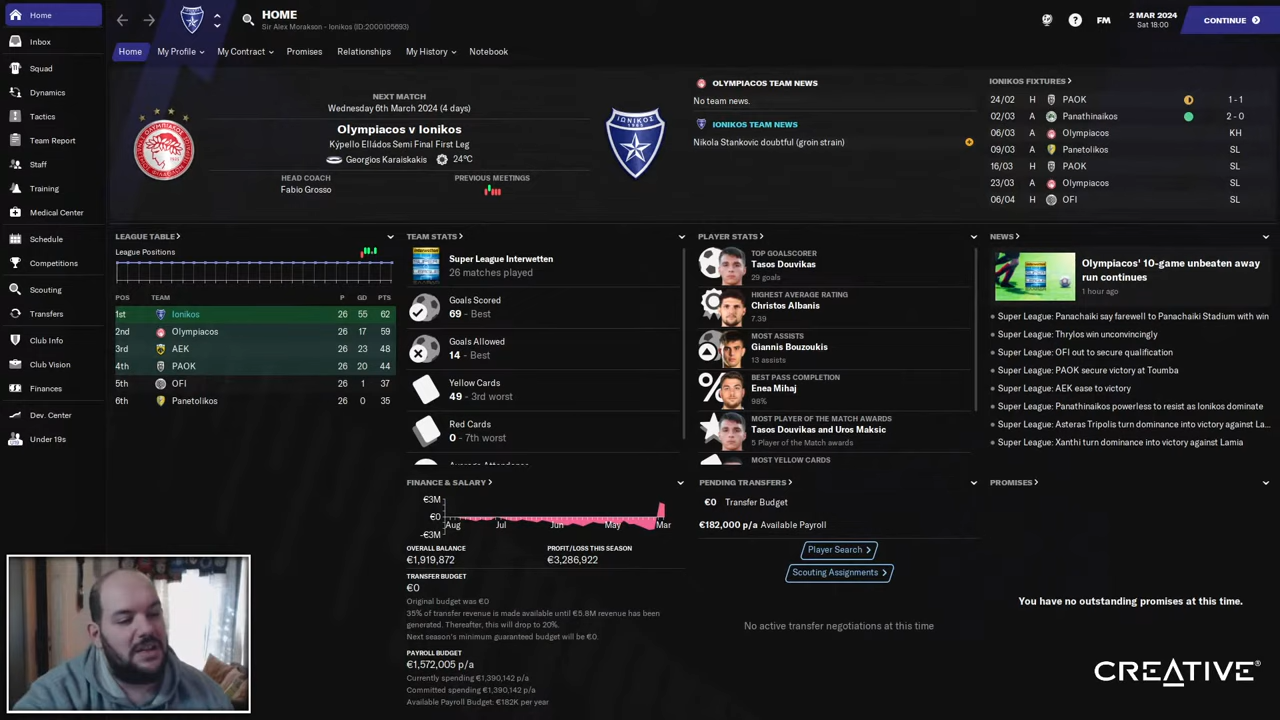 Home
Inbox
Squad
Dynamics
Tactics
Team Report
Staff
Training
Medical Center
Schedule
Competitions
Scouting
Transfers
Club Info
Club Vision
Finances
Dev. Center
Under 19s
HOME
Sir Alex Morakson - Ionikos (ID:2000105693)
? FM
2 MAR 2024
Sat 18:00
CONTINUE
Home My Profile My Contract Promises Relationships My History Notebook
NEXT MATCH
Wednesday 6th March 2024 (4 days)
Olympiacos v Ionikos
Kýpello Elládos Semi Final First Leg
Georgios Karaiskakis 24°C
HEAD COACH
Fabio Grosso
PREVIOUS MEETINGS
ΙΩΝΙΚΟΣ
1965
OLYMPIACOS TEAM NEWS
No team news.
IONIKOS TEAM NEWS
Nikola Stankovic doubtful (groin strain)
IONIKOS FIXTURES
24/02 H PAOK 1 - 1
02/03 A Panathinaikos 2 - 0
06/03 A Olympiacos KH
09/03 A Panetolikos SL
16/03 H PAOK SL
23/03 A Olympiacos SL
06/04 H OFI SL
LEAGUE TABLE
League Positions
POS TEAM P GD PTS
1st Ionikos 26 55 62
2nd Olympiacos 26 17 59
3rd AEK 26 23 48
4th PAOK 26 20 44
5th OFI 26 1 37
6th Panetolikos 26 0 35
TEAM STATS
Super League Interwetten
26 matches played
Goals Scored
69 - Best
Goals Allowed
14 - Best
Yellow Cards
49 - 3rd worst
Red Cards
0 - 7th worst
Average Attendance
PLAYER STATS
TOP GOALSCORER
Tasos Douvikas
29 goals
HIGHEST AVERAGE RATING
Christos Albanis
7.39
MOST ASSISTS
Giannis Bouzoukis
13 assists
BEST PASS COMPLETION
Enea Mihaj
98%
MOST PLAYER OF THE MATCH AWARDS
Tasos Douvikas and Uros Maksic
5 Player of the Match awards
MOST YELLOW CARDS
NEWS
Olympiacos' 10-game unbeaten away
run continues
1 hour ago
Super League: Panachaiki say farewell to Panachaiki Stadium with win
Super League: Thrylos win unconvincingly
Super League: OFI out to secure qualification
Super League: PAOK secure victory at Toumba
Super League: AEK ease to victory
Super League: Panathinaikos powerless to resist as Ionikos dominate
Super League: Asteras Tripolis turn dominance into victory against La...
Super League: Xanthi turn dominance into victory against Lamia
FINANCE & SALARY
€3M
€0
-€3M
Aug Jul Jun May Mar
OVERALL BALANCE
€1,919,872
PROFIT/LOSS THIS SEASON
€3,286,922
TRANSFER BUDGET
€0
Original budget was €0
35% of transfer revenue is made available until €5.8M revenue has been
generated. Thereafter, this will drop to 20%.
Next season's minimum guaranteed budget will be €0.
PAYROLL BUDGET
€1,572,005 p/a
Currently spending €1,390,142 p/a
Committed spending €1,390,142 p/a
Available Payroll Budget: €182K per year
PENDING TRANSFERS
€0 Transfer Budget
€182,000 p/a Available Payroll
Player Search
Scouting Assignments
No active transfer negotiations at this time
PROMISES
You have no outstanding promises at this time.
CREATIVE®